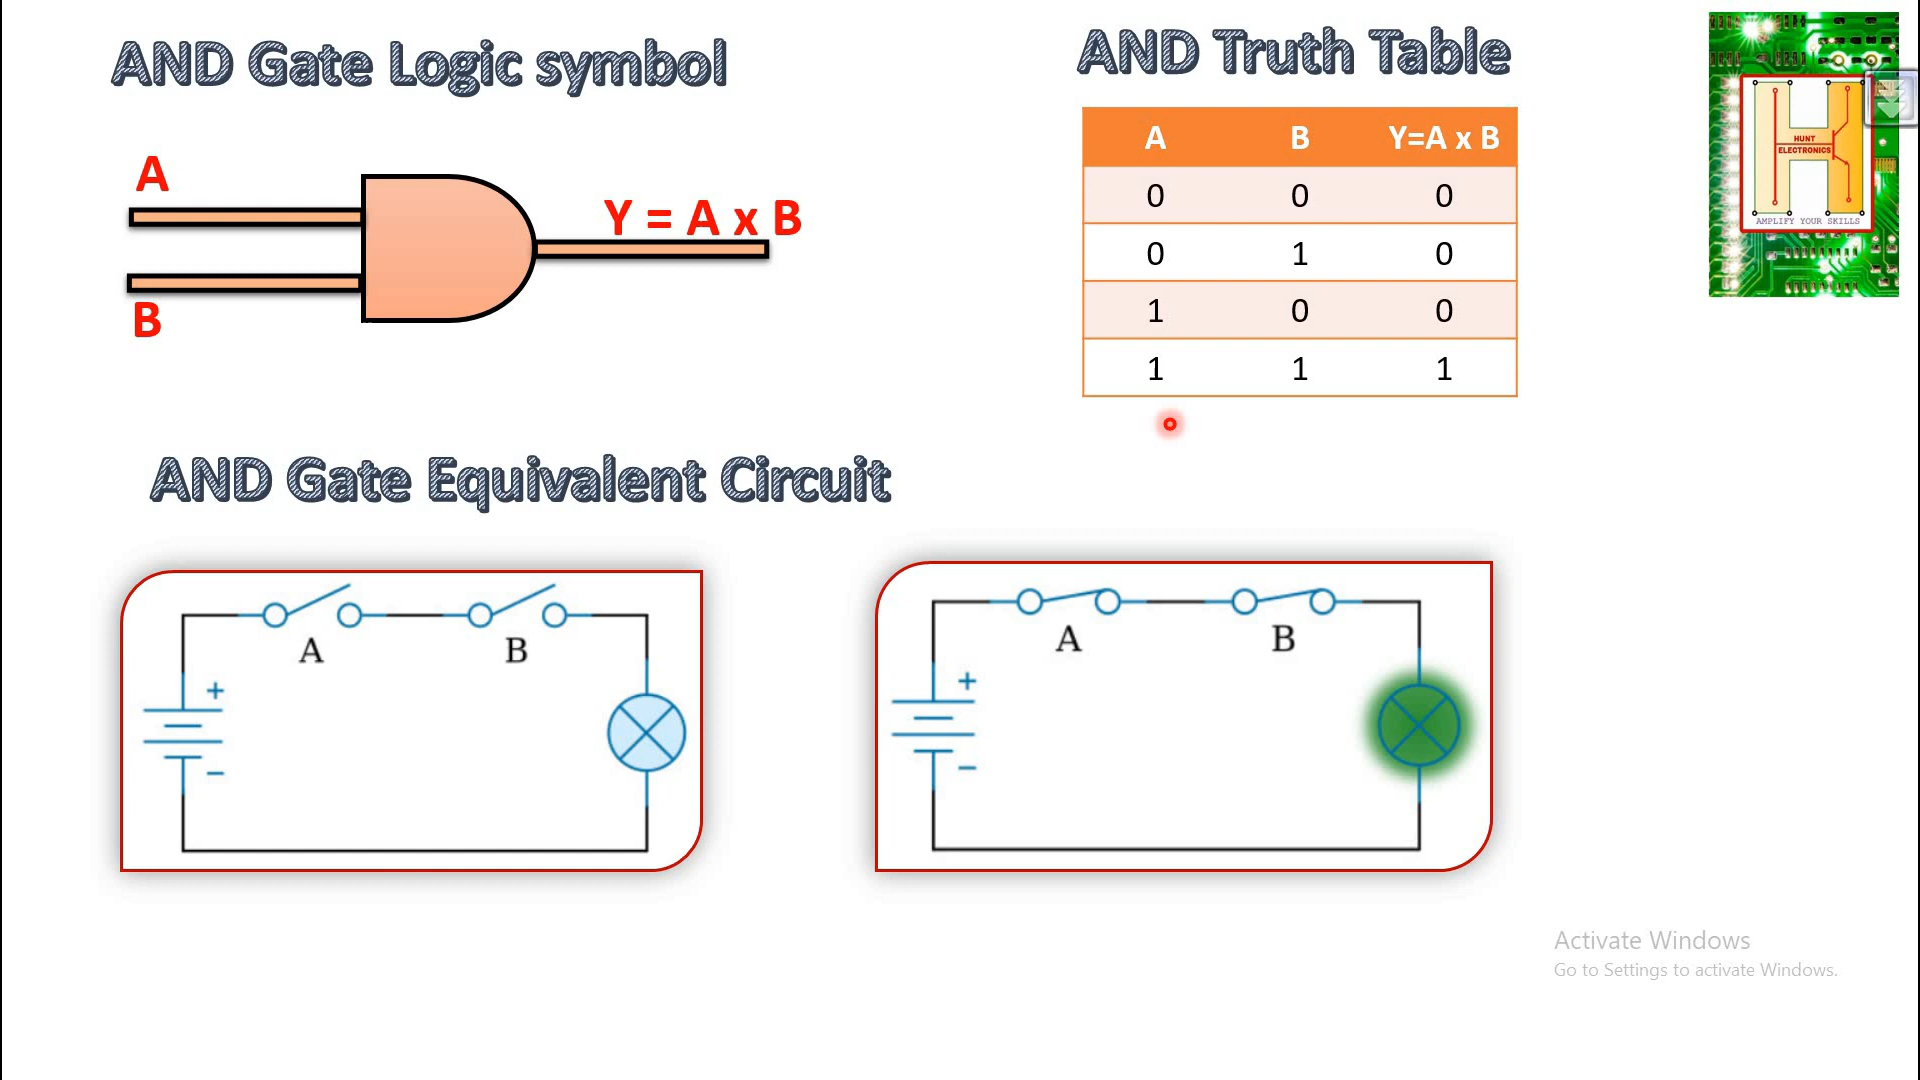 AND Gate Logic symbol
A
B
Y = A x B
AND Truth Table
A B Y=A x B
0 0 0
0 1 0
1 0 0
1 1 1
HUNT
ELECTRONICS
AMPLIFY YOUR SKILLS
AND Gate Equivalent Circuit
A B
+
−
A B
+
−
Activate Windows
Go to Settings to activate Windows.